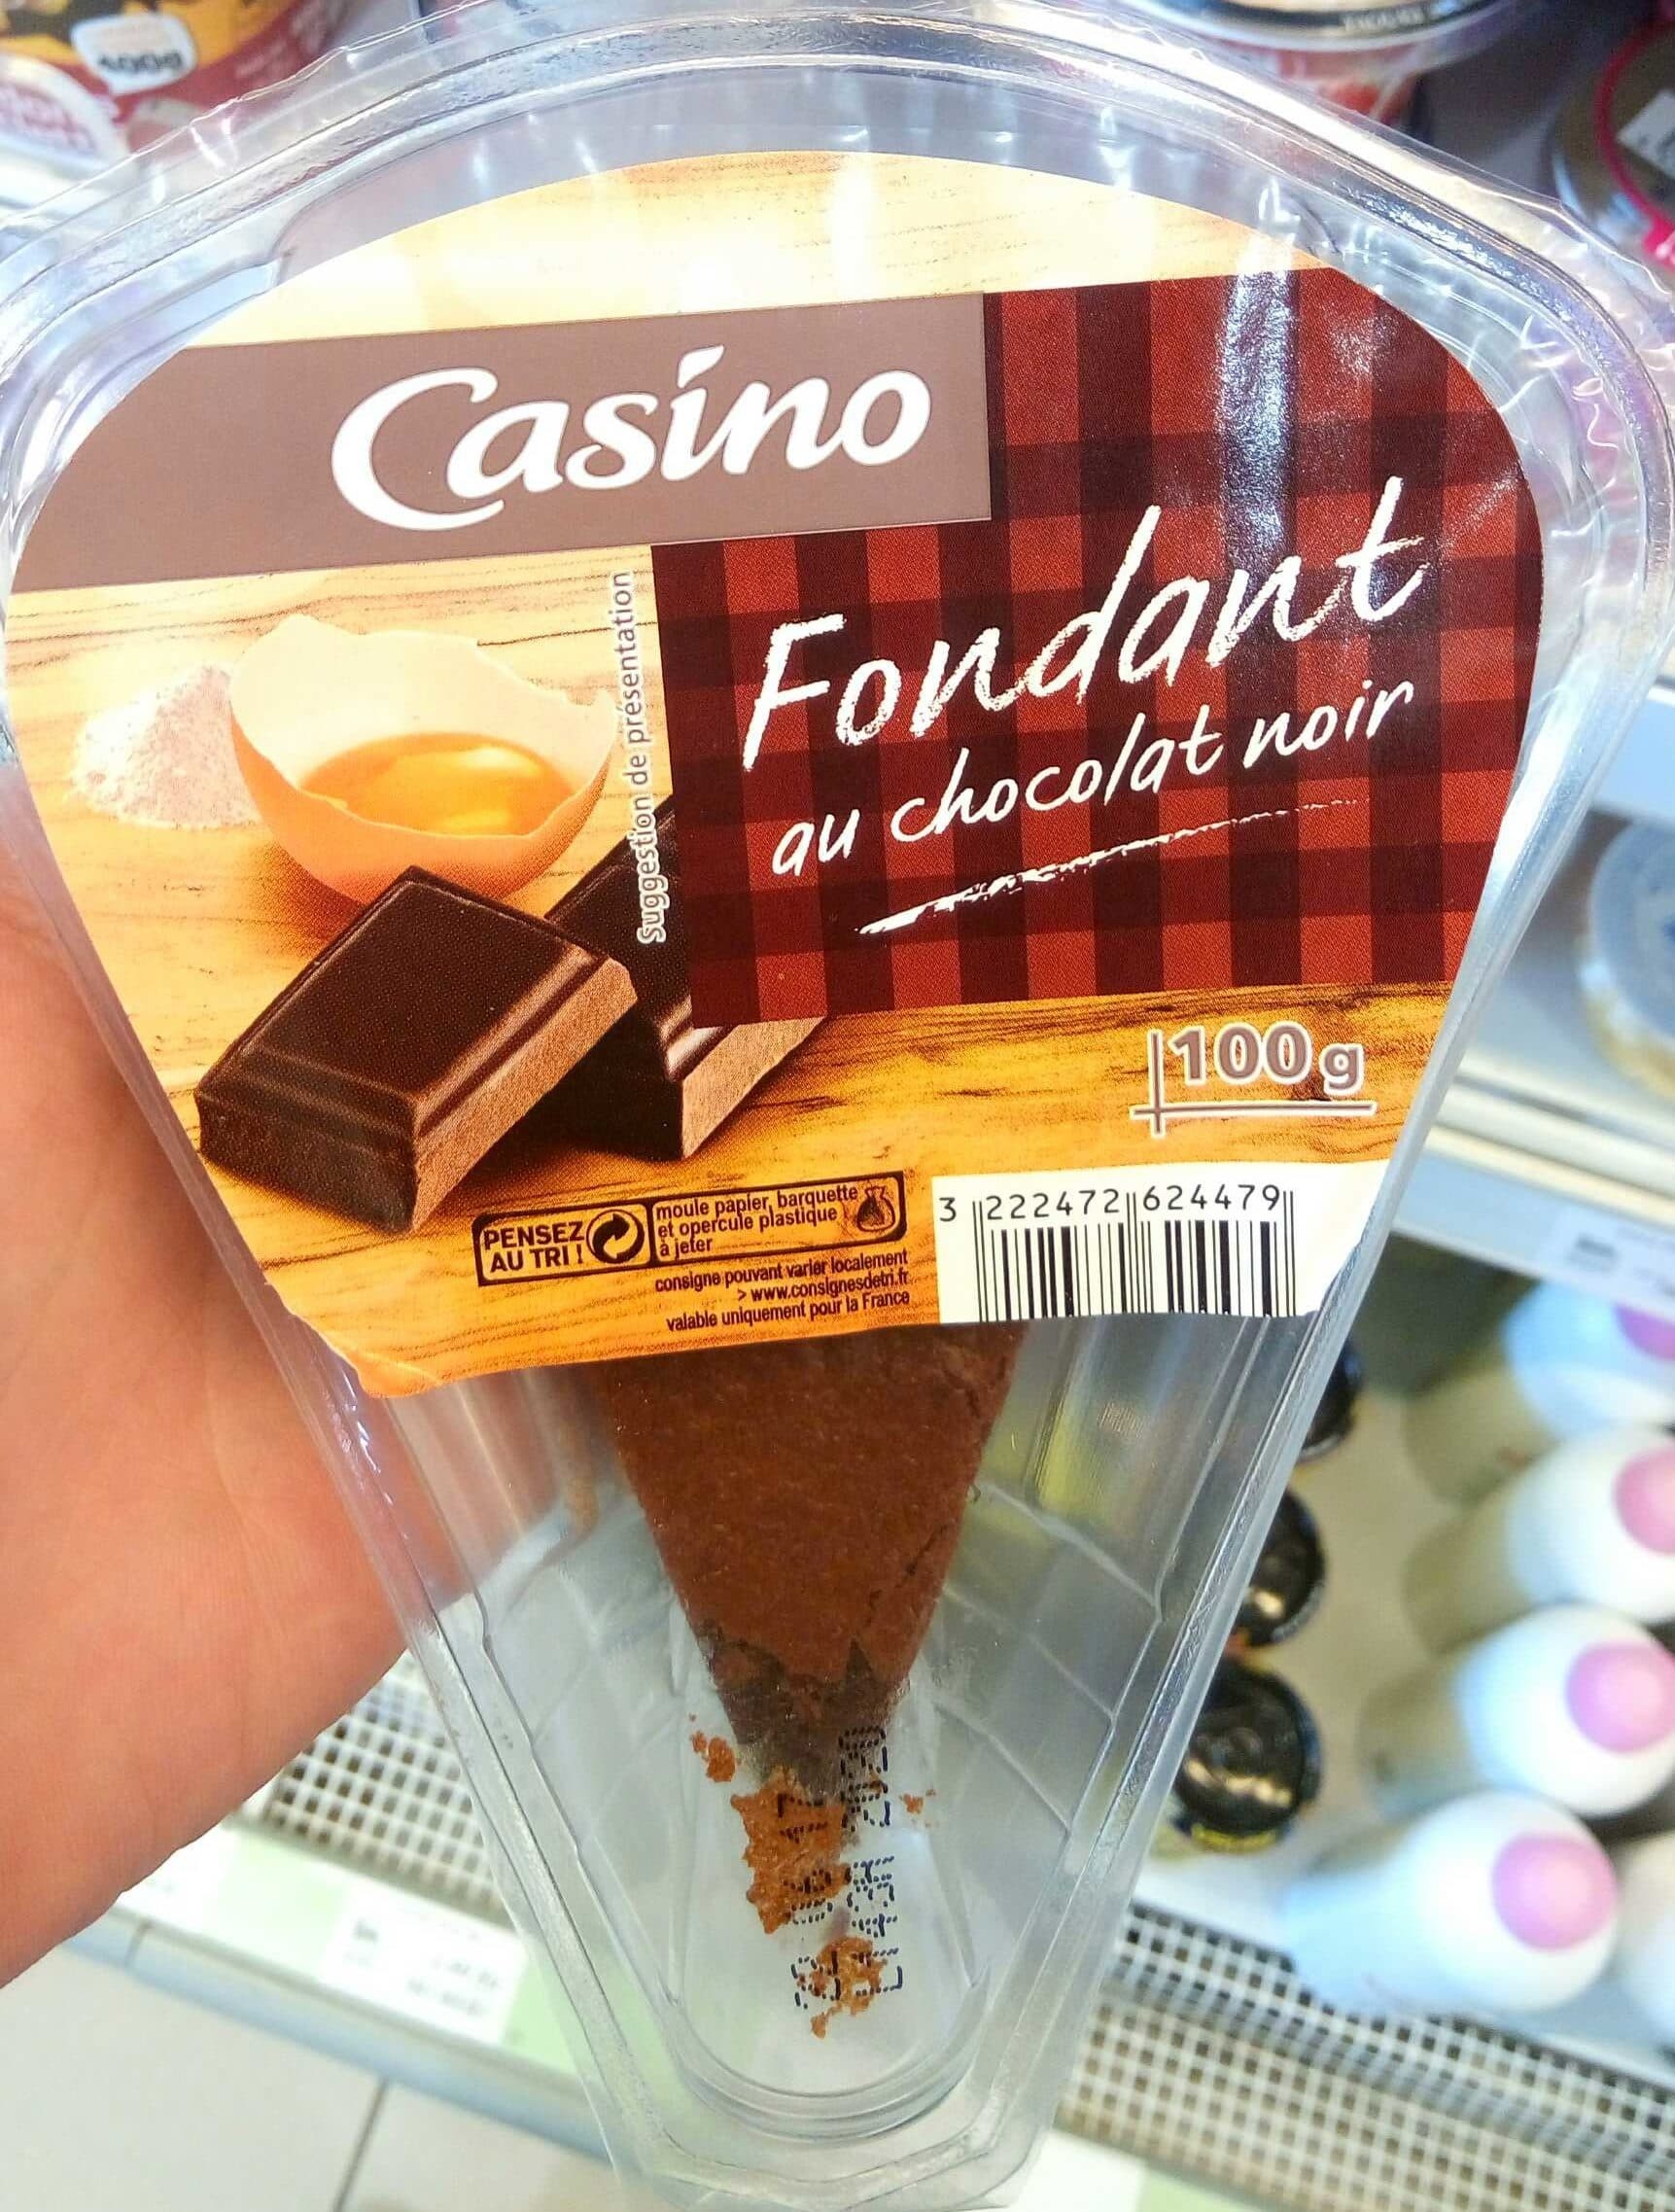 400g
Casino
Suggestion de présentation
Fondant
au chocolat noir
100 g
PENSEZ
AU TRI !
moule papier, barquette
et opercule plastique
à jeter
consigne pouvant varier localement
> www.consignesdetri.fr
valable uniquement pour la France
3 222472 624479